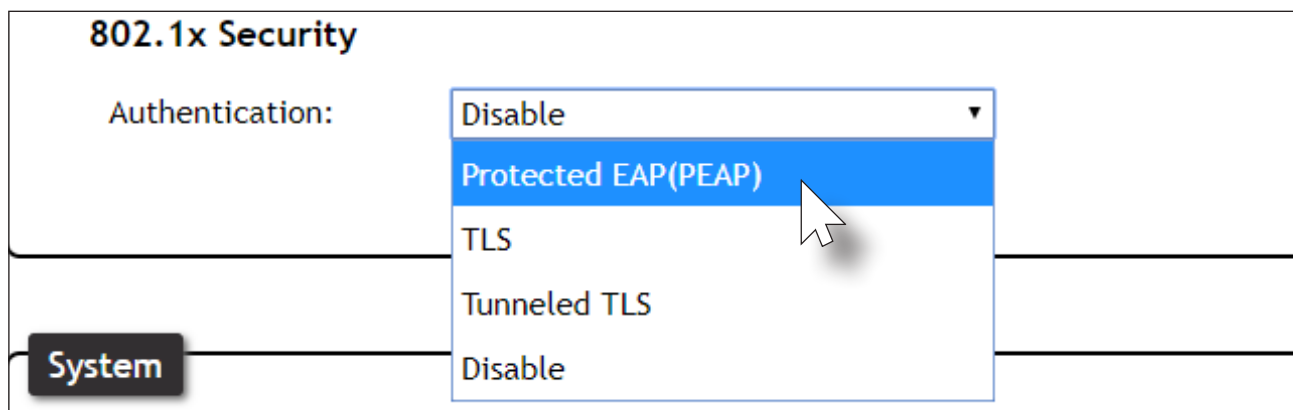 802.1x Security
Authentication:
Disable
Protected EAP(PEAP)
TLS
Tunneled TLS
Disable
System